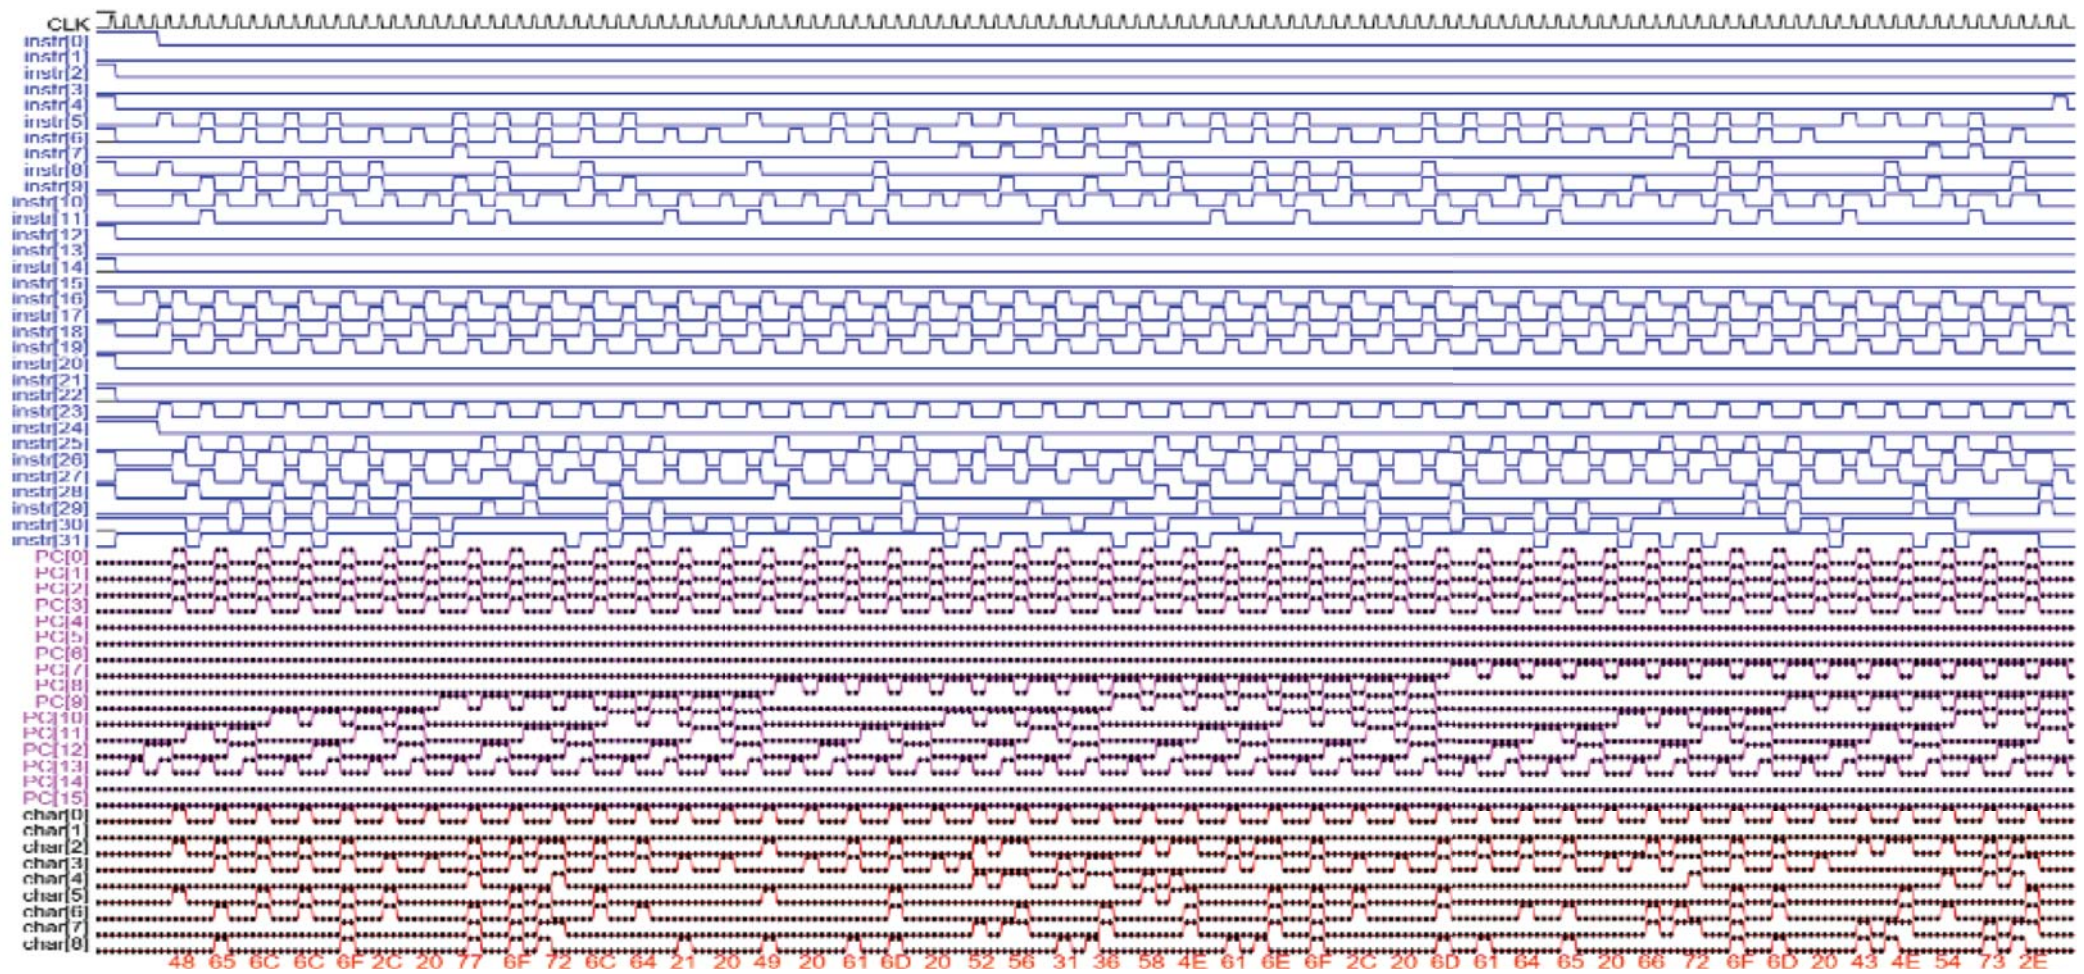 CLK
instr[0]
instr[1]
instr[2]
instr[3]
instr[4]
instr[5]
instr[6]
instr[7]
instr[8]
instr[9]
instr[10]
instr[11]
instr[12]
instr[13]
instr[14]
instr[15]
instr[16]
instr[17]
instr[18]
instr[19]
instr[20]
instr[21]
instr[22]
instr[23]
instr[24]
instr[25]
instr[26]
instr[27]
instr[28]
instr[29]
instr[30]
instr[31]
PC[0]
PC[1]
PC[2]
PC[3]
PC[4]
PC[5]
PC[6]
PC[7]
PC[8]
PC[9]
PC[10]
PC[11]
PC[12]
PC[13]
PC[14]
PC[15]
char[0]
char[1]
char[2]
char[3]
char[4]
char[5]
char[6]
char[7]
char[8]
48 65 6C 6C 6F 2C 20 77 6F 72 6C 64 21 20 49 20 61 6D 20 52 56 31 36 58 4E 61 6E 6F 2C 20 6D 61 64 65 20 66 72 6F 6D 20 43 4E 54 73 2E